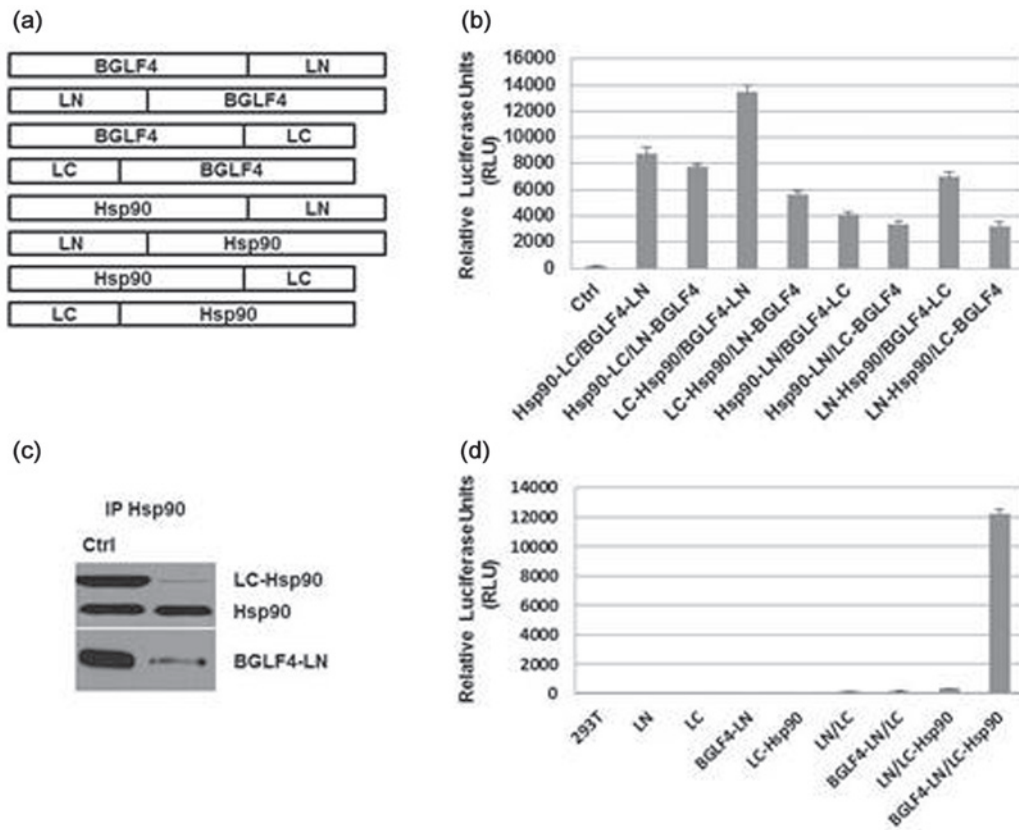 (a)
BGLF4 LN
LN BGLF4
BGLF4 LC
LC BGLF4
Hsp90 LN
LN Hsp90
Hsp90 LC
LC Hsp90
(b)
Relative Luciferase Units
(RLU)
16000
14000
12000
10000
8000
6000
4000
2000
0
Ctrl
Hsp90-LC/BGLF4-LN
Hsp90-LC/LN-BGLF4
LC-Hsp90/BGLF4-LN
LC-Hsp90/LN-BGLF4
Hsp90-LN/BGLF4-LC
Hsp90-LN/LC-BGLF4
LN-Hsp90/BGLF4-LC
LN-Hsp90/LC-BGLF4
(c)
IP Hsp90
Ctrl
LC-Hsp90
Hsp90
BGLF4-LN
(d)
Relative Luciferase Units
(RLU)
14000
12000
10000
8000
6000
4000
2000
0
293T
LN
LC
BGLF4-LN
LC-Hsp90
LN/LC
BGLF4-LN/LC
LN/LC-Hsp90
BGLF4-LN/LC-Hsp90